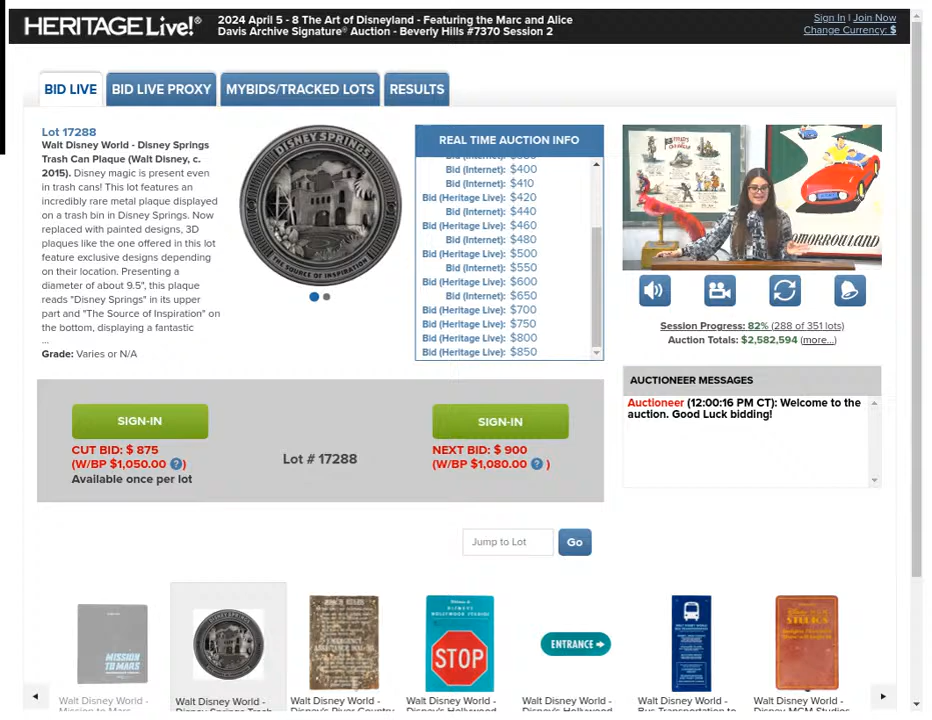 HERITAGE Live!®
2024 April 5 - 8 The Art of Disneyland - Featuring the Marc and Alice
Davis Archive Signature® Auction - Beverly Hills #7370 Session 2
Sign In | Join Now
Change Currency: $
BID LIVE
BID LIVE PROXY
MYBIDS/TRACKED LOTS
RESULTS
Lot 17288
Walt Disney World - Disney Springs
Trash Can Plaque (Walt Disney, c.
2015). Disney magic is present even
in trash cans! This lot features an
incredibly rare metal plaque displayed
on a trash bin in Disney Springs. Now
replaced with painted designs, 3D
plaques like the one offered in this lot
feature exclusive designs depending
on their location. Presenting a
diameter of about 9.5", this plaque
reads "Disney Springs" in its upper
part and "The Source of Inspiration" on
the bottom, displaying a fantastic
...
Grade: Varies or N/A
DISNEY SPRINGS
THE SOURCE OF INSPIRATION
REAL TIME AUCTION INFO
Bid (Internet): $400
Bid (Internet): $410
Bid (Heritage Live): $420
Bid (Internet): $440
Bid (Heritage Live): $460
Bid (Internet): $480
Bid (Heritage Live): $500
Bid (Internet): $550
Bid (Heritage Live): $600
Bid (Internet): $650
Bid (Heritage Live): $700
Bid (Heritage Live): $750
Bid (Heritage Live): $800
Bid (Heritage Live): $850
TOMORROWLAND
Session Progress: 82% (288 of 351 lots)
Auction Totals: $2,582,594 (more...)
AUCTIONEER MESSAGES
Auctioneer (12:00:16 PM CT): Welcome to the
auction. Good Luck bidding!
SIGN-IN
CUT BID: $ 875
(W/BP $1,050.00 ?)
Available once per lot
Lot # 17288
SIGN-IN
NEXT BID: $ 900
(W/BP $1,080.00 ? )
Jump to Lot
Go
MISSION
TO MARS
DISNEY SPRINGS
HOLLYWOOD STUDIOS
STOP
ENTRANCE
STUDIOS
Walt Disney World -
Mission to Mars
Walt Disney World -
Disney Springs Trash
Walt Disney World -
Disney's River Country
Walt Disney World -
Disney's Hollywood
Walt Disney World -
Disney's Hollywood
Walt Disney World -
Bus Transportation to
Walt Disney World -
Disney MGM Studios